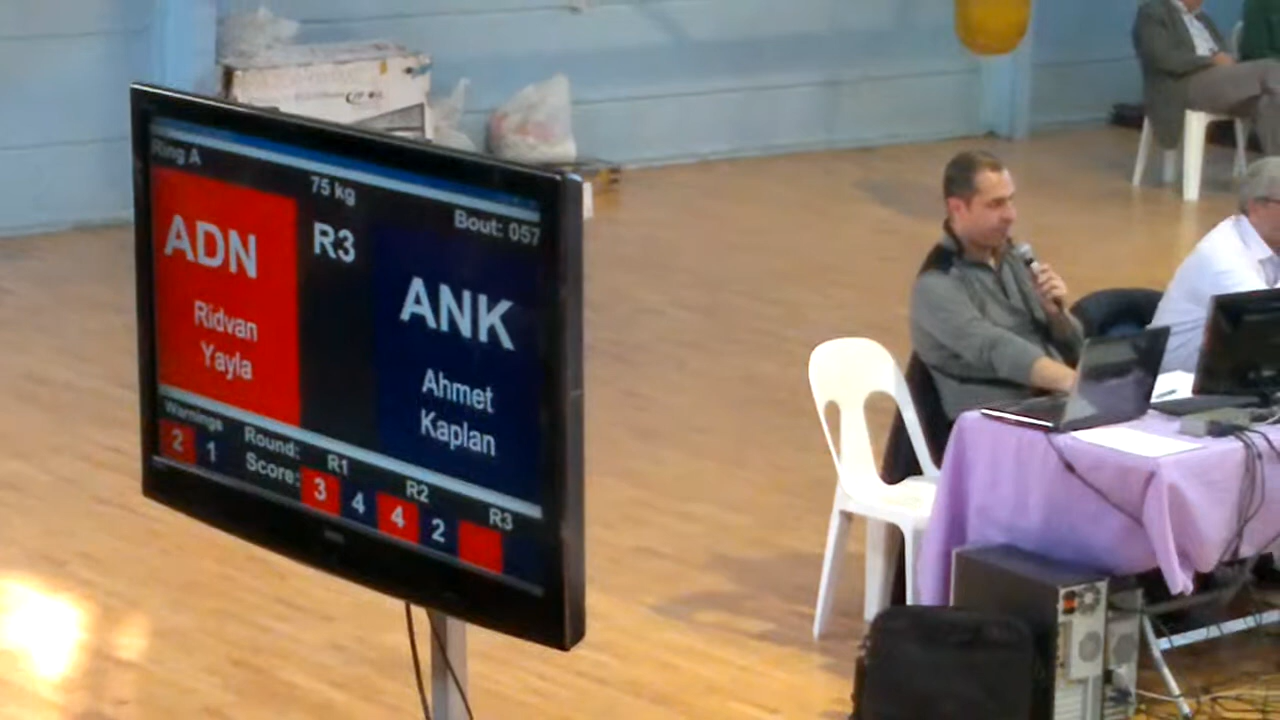 Ring A
75 kg
Bout: 057
ADN
R3
ANK
Ridvan
Yayla
Ahmet
Kaplan
Warnings
2 1
Round: R1 R2 R3
Score: 3 4 4 2